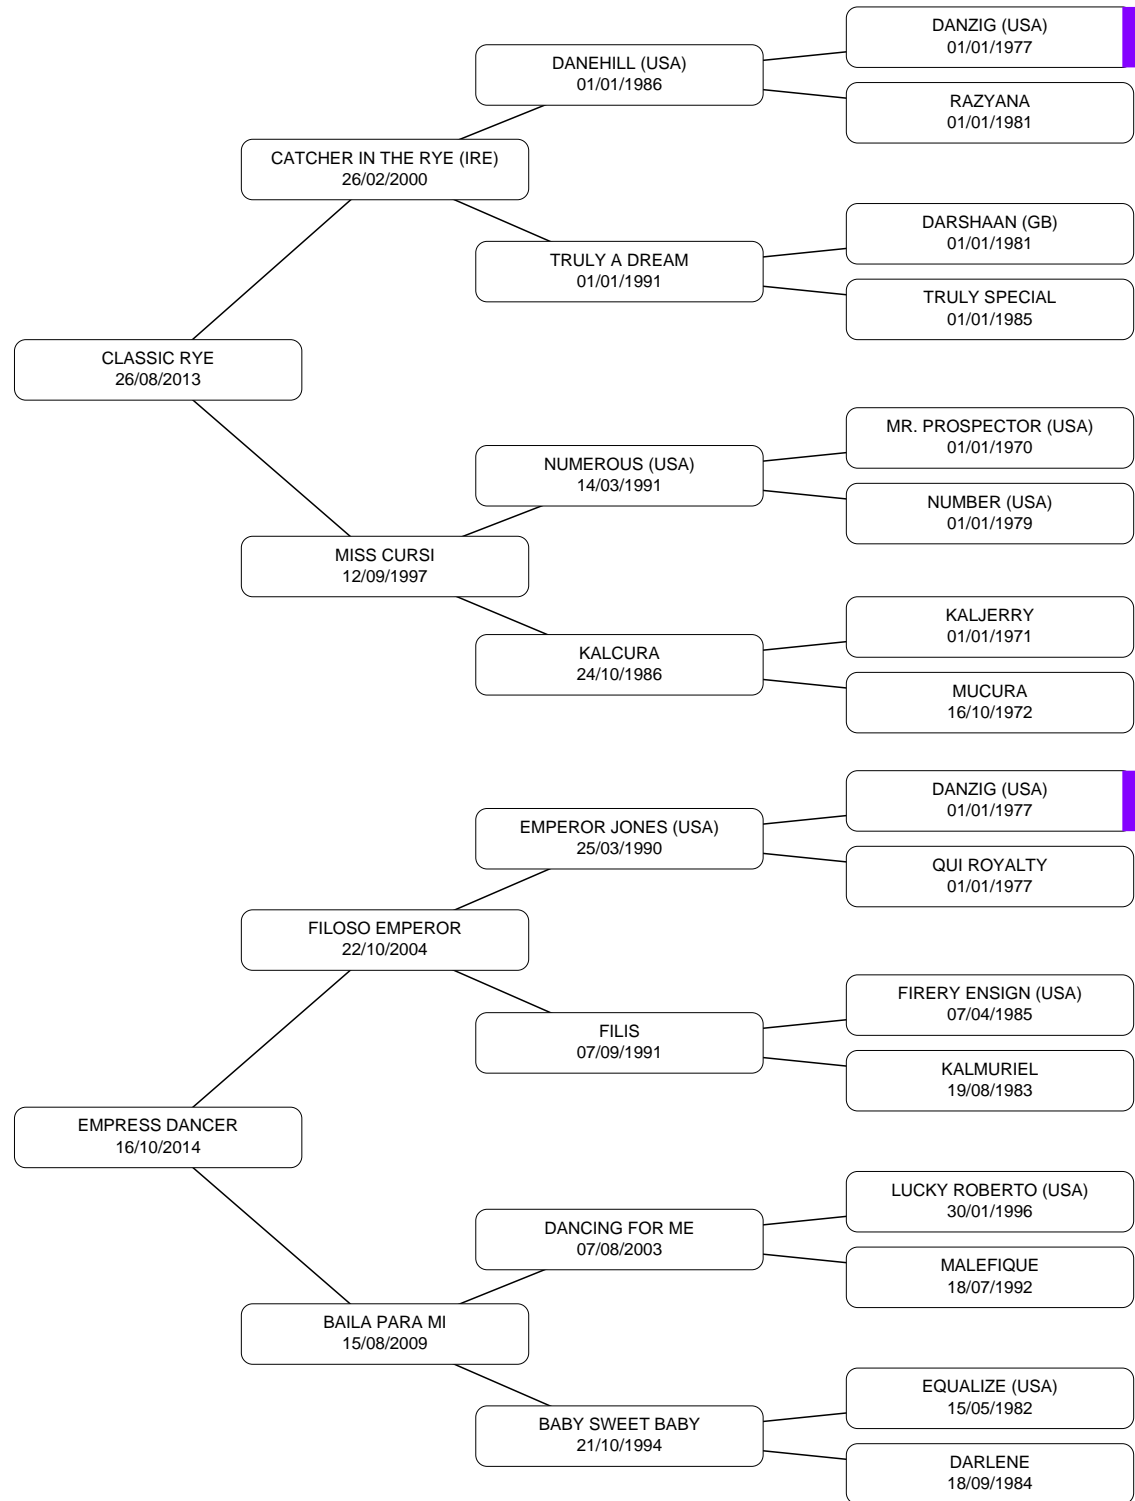 DANZIG (USA)
01/01/1977
DANEHILL (USA)
01/01/1986
RAZYANA
01/01/1981
CATCHER IN THE RYE (IRE)
26/02/2000
DARSHAAN (GB)
01/01/1981
TRULY A DREAM
01/01/1991
TRULY SPECIAL
01/01/1985
CLASSIC RYE
26/08/2013
MR. PROSPECTOR (USA)
01/01/1970
NUMEROUS (USA)
14/03/1991
NUMBER (USA)
01/01/1979
MISS CURSI
12/09/1997
KALJERRY
01/01/1971
KALCURA
24/10/1986
MUCURA
16/10/1972
DANZIG (USA)
01/01/1977
EMPEROR JONES (USA)
25/03/1990
QUI ROYALTY
01/01/1977
FILOSO EMPEROR
22/10/2004
FIRERY ENSIGN (USA)
07/04/1985
FILIS
07/09/1991
KALMURIEL
19/08/1983
EMPRESS DANCER
16/10/2014
LUCKY ROBERTO (USA)
30/01/1996
DANCING FOR ME
07/08/2003
MALEFIQUE
18/07/1992
BAILA PARA MI
15/08/2009
EQUALIZE (USA)
15/05/1982
BABY SWEET BABY
21/10/1994
DARLENE
18/09/1984